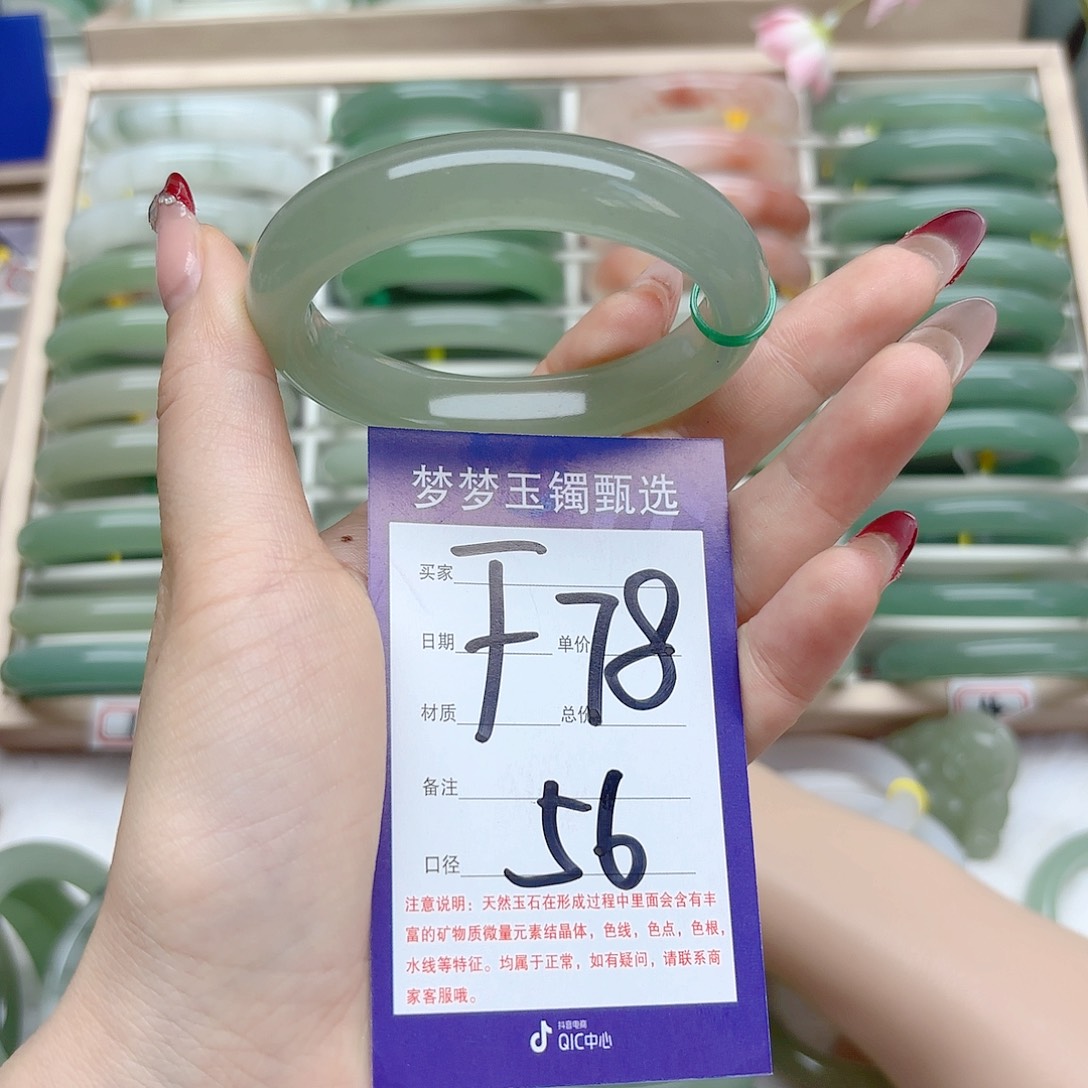 梦梦玉镯甄选
买家
F78
日期 单价
材质 总价
备注
56
口径
注意说明：天然玉石在形成过程中里面会含有丰
富的矿物质微量元素结晶体，色线，色点，色根，
水线等特征。均属于正常，如有疑问，请联系商
家客服哦。
抖音电商
QIC中心